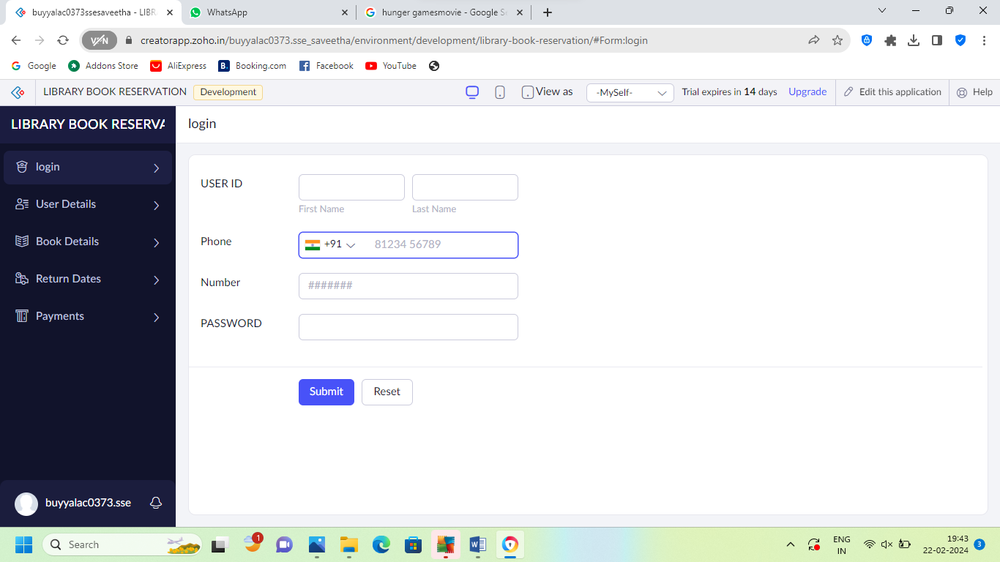 buyyalac0373ssesaveetha - LIBR
WhatsApp
hunger gamesmovie - Google Se
VPN
creatorapp.zoho.in/buyyalac0373.sse_saveetha/environment/development/library-book-reservation/#Form:login
Google
Addons Store
AliExpress
B.
Booking.com
Facebook
YouTube
LIBRARY BOOK RESERVATION
Development
View as
-MySelf-
Trial expires in 14 days
Upgrade
Edit this application
Help
LIBRARY BOOK RESERVA
login
login
User Details
Book Details
Return Dates
Payments
USER ID
First Name
Last Name
Phone
+91
81234 56789
Number
#######
PASSWORD
Submit
Reset
buyyalac0373.sse
Search
1
W
ENG
IN
19:43
22-02-2024
3